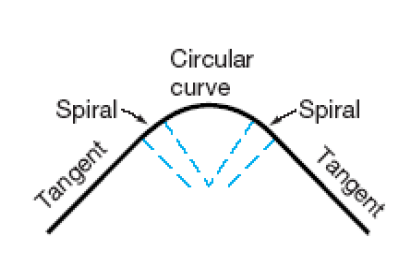 Circular
curve
Spiral
Spiral
Tangent
Tangent